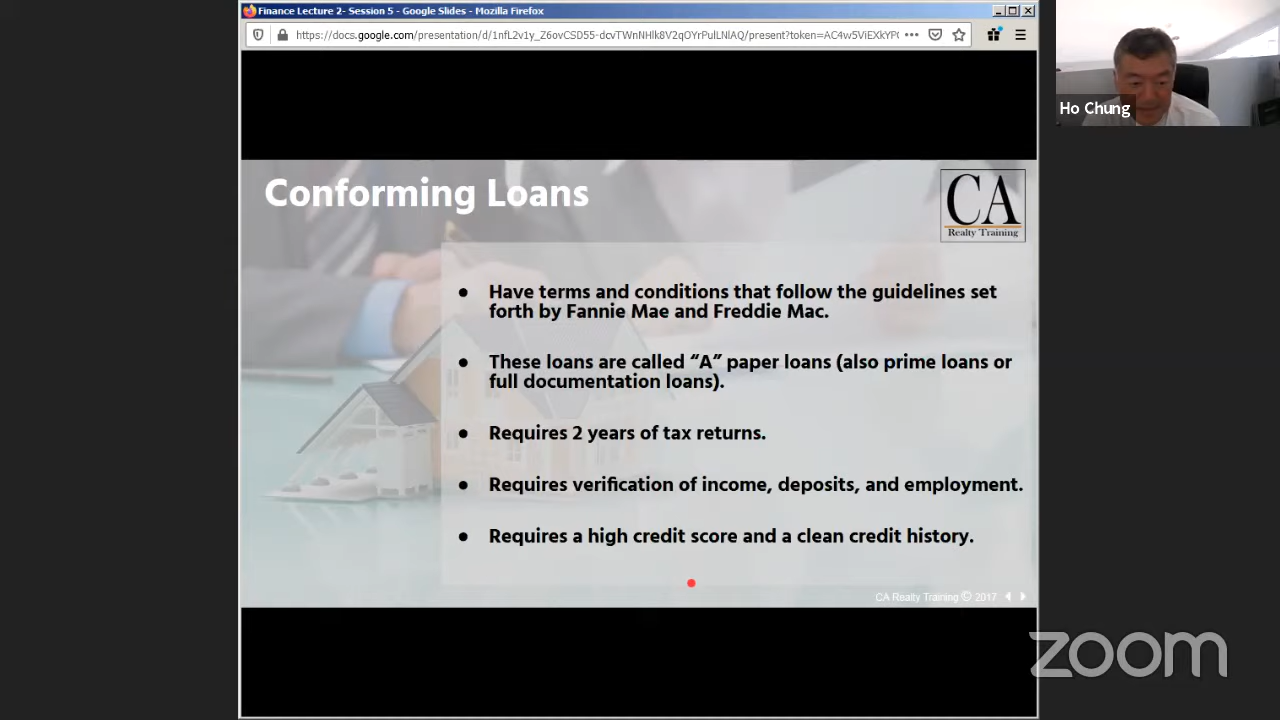 Finance Lecture 2- Session 5 - Google Slides - Mozilla Firefox
Ho Chung
Conforming Loans
CA
Realty Training
● Have terms and conditions that follow the guidelines set
forth by Fannie Mae and Freddie Mac.
● These loans are called “A” paper loans (also prime loans or
full documentation loans).
● Requires 2 years of tax returns.
● Requires verification of income, deposits, and employment.
● Requires a high credit score and a clean credit history.
CA Realty Training © 2017
zoom